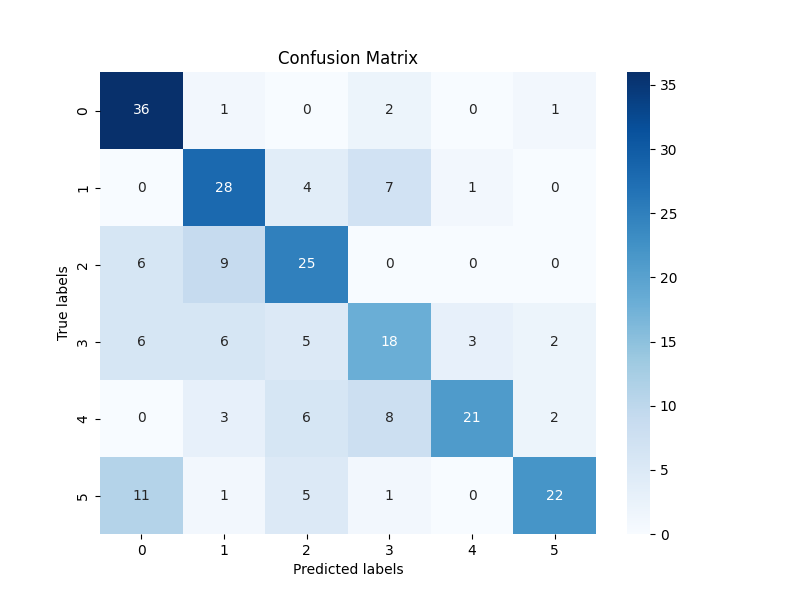 Confusion Matrix
0 36 1 0 2 0 1
1 0 28 4 7 1 0
2 6 9 25 0 0 0
3 6 6 5 18 3 2
4 0 3 6 8 21 2
5 11 1 5 1 0 22
0 1 2 3 4 5
True labels
Predicted labels
35
30
25
20
15
10
5
0